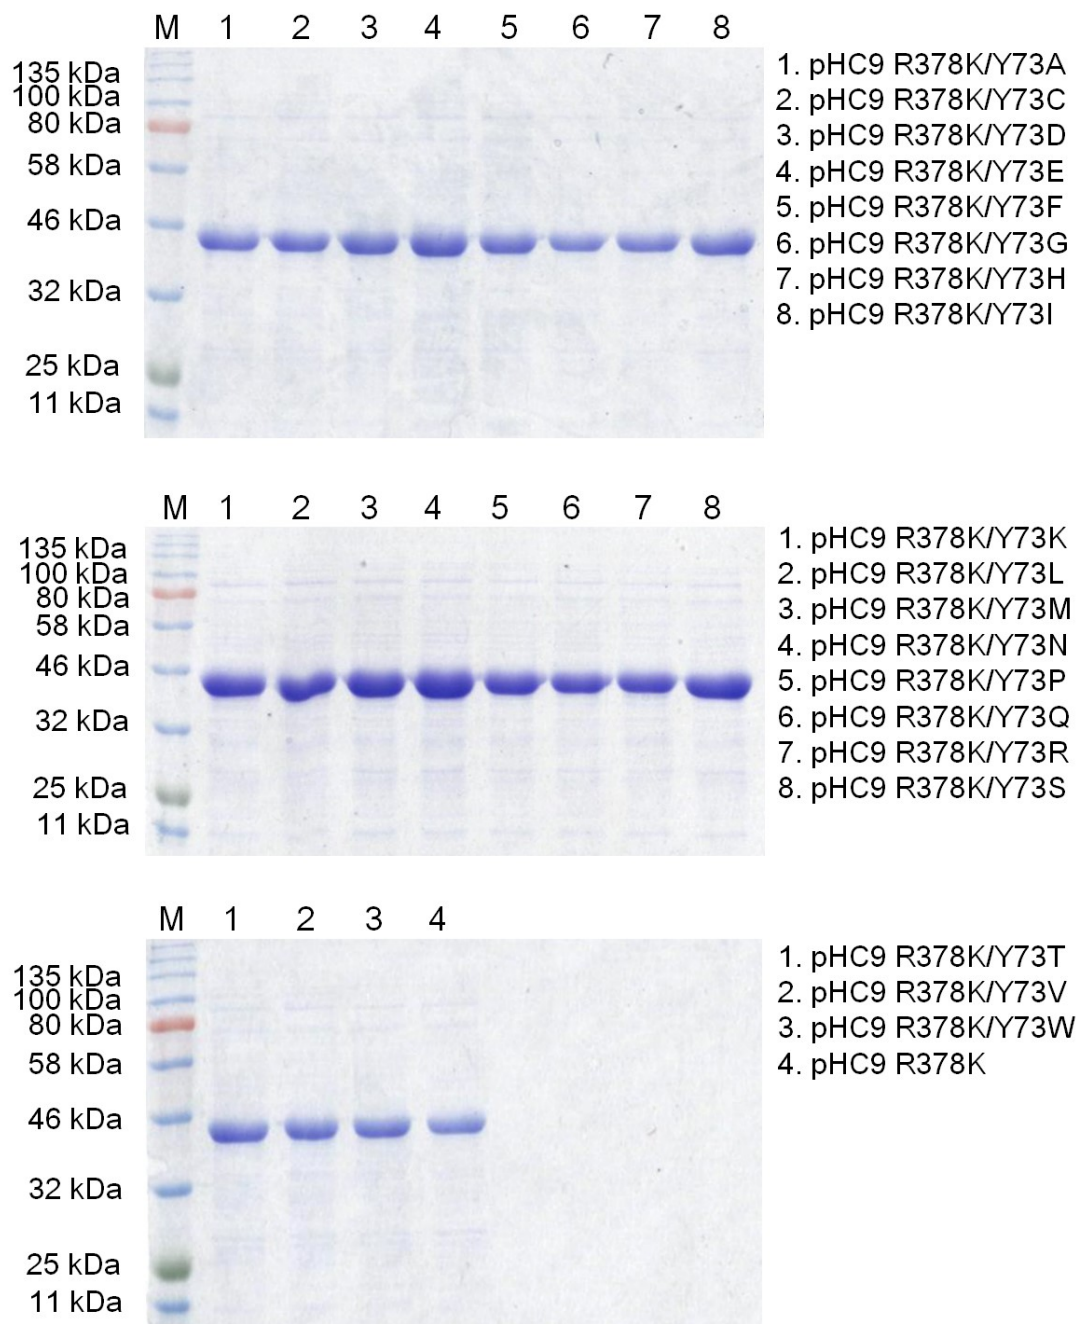 M 1 2 3 4 5 6 7 8
135 kDa
100 kDa
80 kDa
58 kDa
46 kDa
32 kDa
25 kDa
11 kDa
1. pHC9 R378K/Y73A
2. pHC9 R378K/Y73C
3. pHC9 R378K/Y73D
4. pHC9 R378K/Y73E
5. pHC9 R378K/Y73F
6. pHC9 R378K/Y73G
7. pHC9 R378K/Y73H
8. pHC9 R378K/Y73I
M 1 2 3 4 5 6 7 8
135 kDa
100 kDa
80 kDa
58 kDa
46 kDa
32 kDa
25 kDa
11 kDa
1. pHC9 R378K/Y73K
2. pHC9 R378K/Y73L
3. pHC9 R378K/Y73M
4. pHC9 R378K/Y73N
5. pHC9 R378K/Y73P
6. pHC9 R378K/Y73Q
7. pHC9 R378K/Y73R
8. pHC9 R378K/Y73S
M 1 2 3 4
135 kDa
100 kDa
80 kDa
58 kDa
46 kDa
32 kDa
25 kDa
11 kDa
1. pHC9 R378K/Y73T
2. pHC9 R378K/Y73V
3. pHC9 R378K/Y73W
4. pHC9 R378K